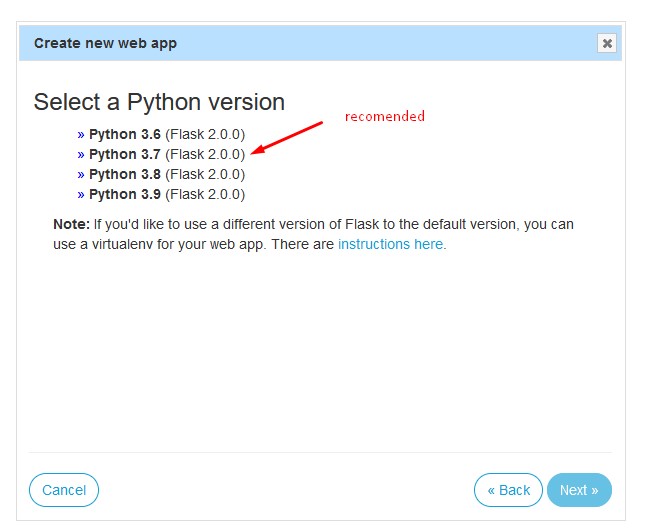 Create new web app
Select a Python version
recomended
» Python 3.6 (Flask 2.0.0)
» Python 3.7 (Flask 2.0.0)
» Python 3.8 (Flask 2.0.0)
» Python 3.9 (Flask 2.0.0)
Note: If you'd like to use a different version of Flask to the default version, you can
use a virtualenv for your web app. There are instructions here.
Cancel
« Back
Next »